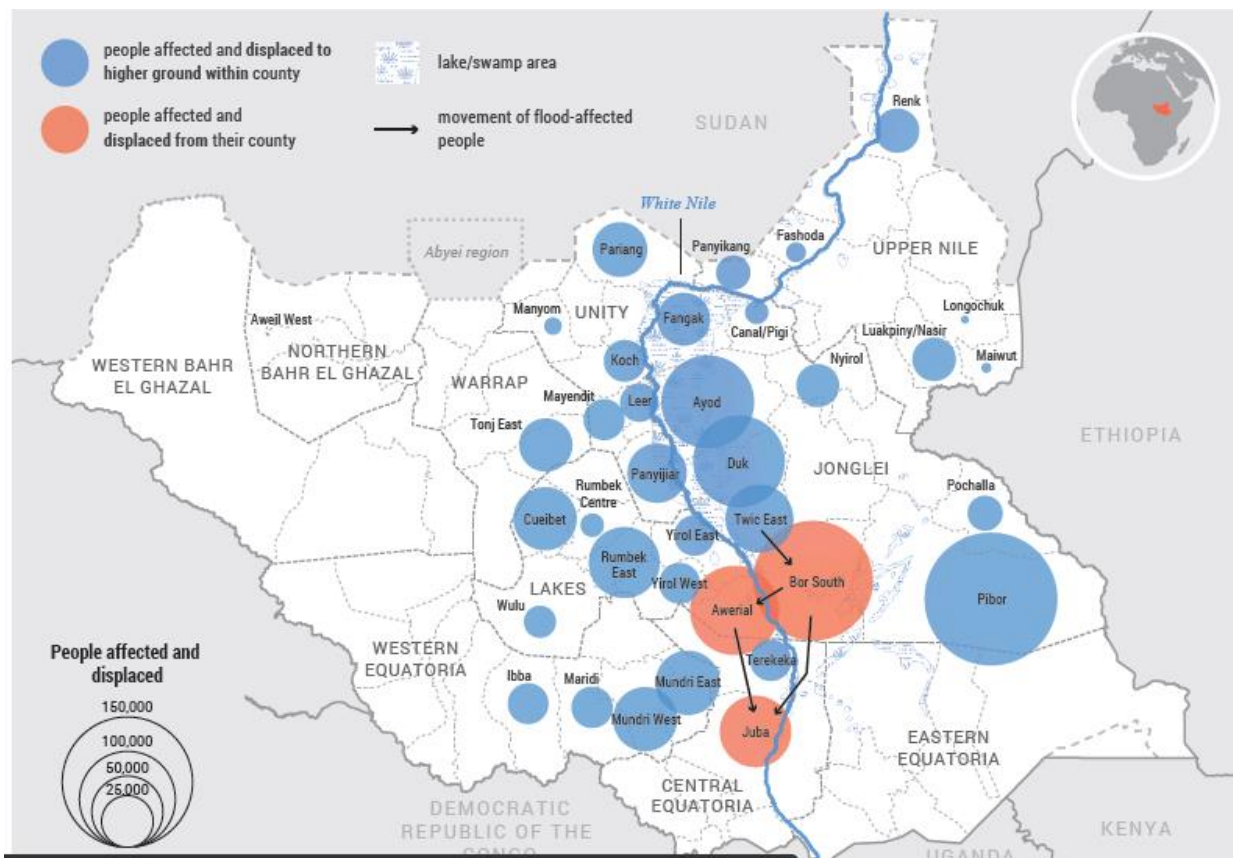 people affected and displaced to
higher ground within county
people affected and
displaced from their county
lake/swamp area
movement of flood-affected
people
SUDAN
Renk
White Nile
Abyei region
Pariang
Panyikang
Fashoda
UPPER NILE
Manyom
UNITY
Fangak
Canal/Pigi
Longochuk
Luakpiny/Nasir
Maiwut
Aweil West
WESTERN BAHR
EL GHAZAL
NORTHERN
BAHR EL GHAZAL
WARRAP
Koch
Nyirol
Mayendit
Leer
Ayod
Tonj East
ETHIOPIA
Duk
JONGLEI
Panyijiar
Pochalla
Rumbek
Centre
Cueibet
Twic East
Yirol East
Rumbek
East
Yirol West
Bor South
Pibor
LAKES
Awerial
Wulu
WESTERN
EQUATORIA
Terekeka
Ibba
Maridi
Mundri East
Mundri West
Juba
EASTERN
EQUATORIA
CENTRAL
EQUATORIA
People affected and
displaced
150,000
100,000
50,000
25,000
DEMOCRATIC
REPUBLIC OF THE
CONGO
UGANDA
KENYA